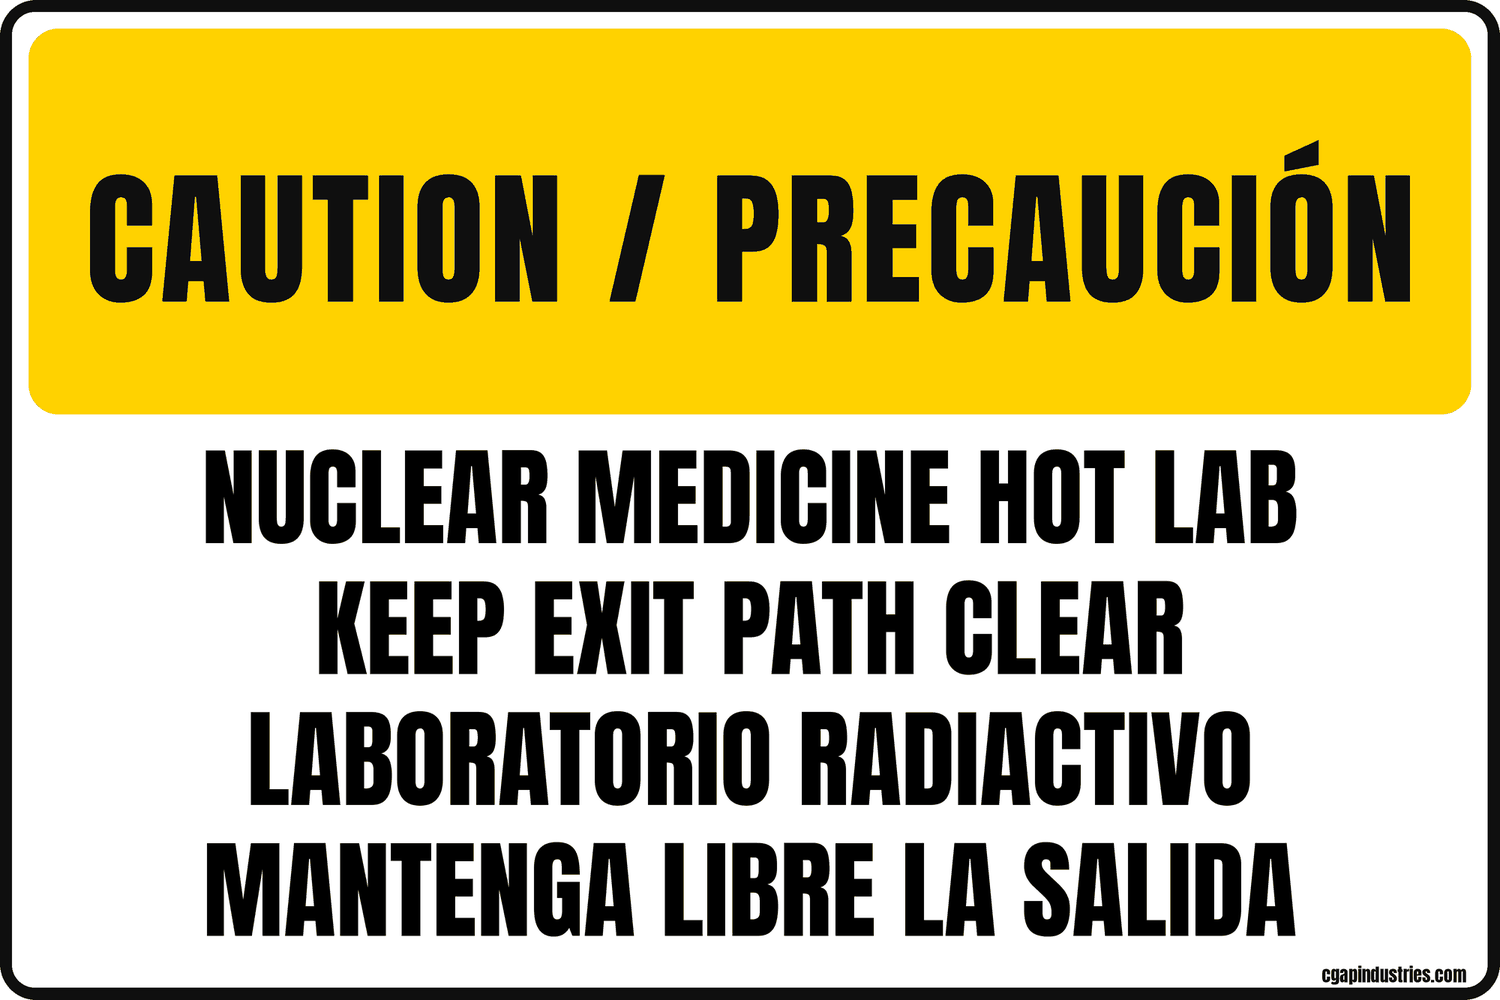 CAUTION / PRECAUCIÓN
NUCLEAR MEDICINE HOT LAB
KEEP EXIT PATH CLEAR
LABORATORIO RADIACTIVO
MANTENGA LIBRE LA SALIDA
cgapindustries.com